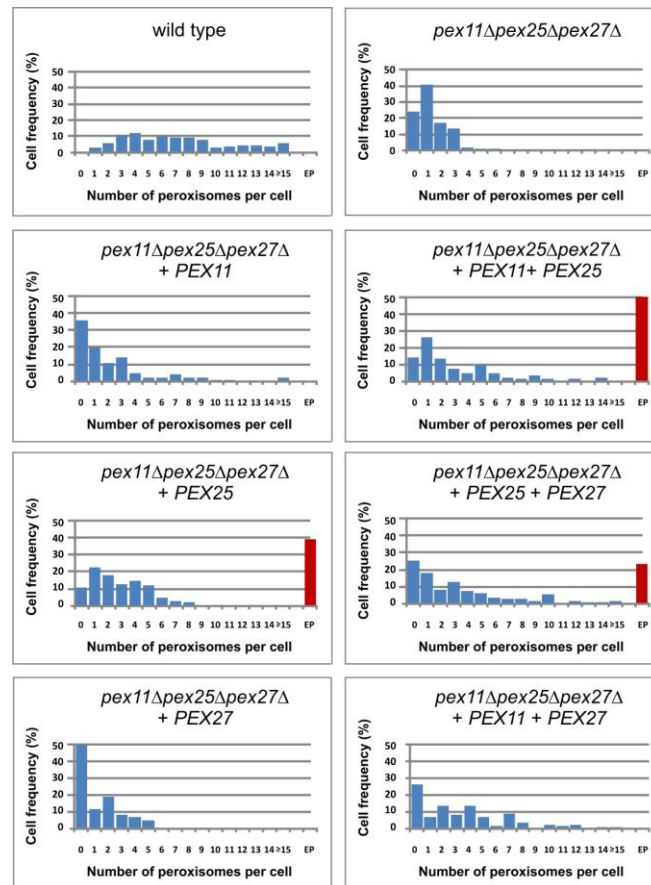 wild type
Cell frequency (%)
50
40
30
20
10
0
0 1 2 3 4 5 6 7 8 9 10 11 12 13 14 ≥15 EP
Number of peroxisomes per cell
pex11Δpex25Δpex27Δ
Cell frequency (%)
50
40
30
20
10
0
0 1 2 3 4 5 6 7 8 9 10 11 12 13 14 ≥15 EP
Number of peroxisomes per cell
pex11Δpex25Δpex27Δ
+ PEX11
Cell frequency (%)
50
40
30
20
10
0
0 1 2 3 4 5 6 7 8 9 10 11 12 13 14 ≥15 EP
Number of peroxisomes per cell
pex11Δpex25Δpex27Δ
+ PEX11+ PEX25
Cell frequency (%)
50
40
30
20
10
0
0 1 2 3 4 5 6 7 8 9 10 11 12 13 14 ≥15 EP
Number of peroxisomes per cell
pex11Δpex25Δpex27Δ
+ PEX25
Cell frequency (%)
50
40
30
20
10
0
0 1 2 3 4 5 6 7 8 9 10 11 12 13 14 ≥15 EP
Number of peroxisomes per cell
pex11Δpex25Δpex27Δ
+ PEX25 + PEX27
Cell frequency (%)
50
40
30
20
10
0
0 1 2 3 4 5 6 7 8 9 10 11 12 13 14 ≥15 EP
Number of peroxisomes per cell
pex11Δpex25Δpex27Δ
+ PEX27
Cell frequency (%)
50
40
30
20
10
0
0 1 2 3 4 5 6 7 8 9 10 11 12 13 14 ≥15 EP
Number of peroxisomes per cell
pex11Δpex25Δpex27Δ
+ PEX11 + PEX27
Cell frequency (%)
50
40
30
20
10
0
0 1 2 3 4 5 6 7 8 9 10 11 12 13 14 ≥15 EP
Number of peroxisomes per cell